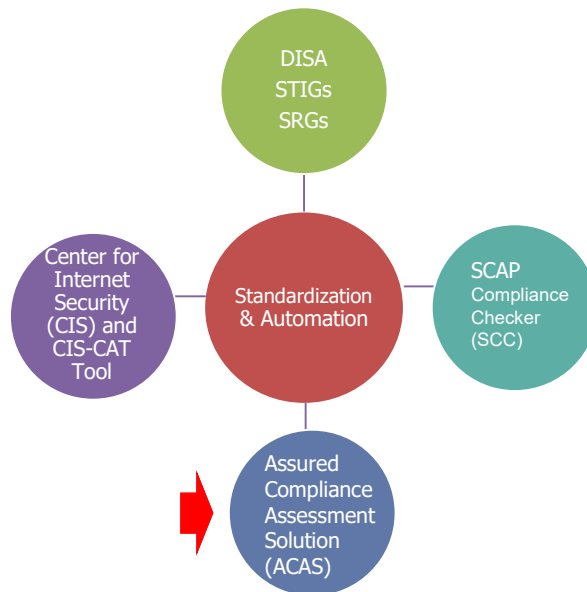 DISA
STIGs
SRGs
Center for
Internet
Security
(CIS) and
CIS-CAT
Tool
Standardization
& Automation
SCAP
Compliance
Checker
(SCC)
Assured
Compliance
Assessment
Solution
(ACAS)